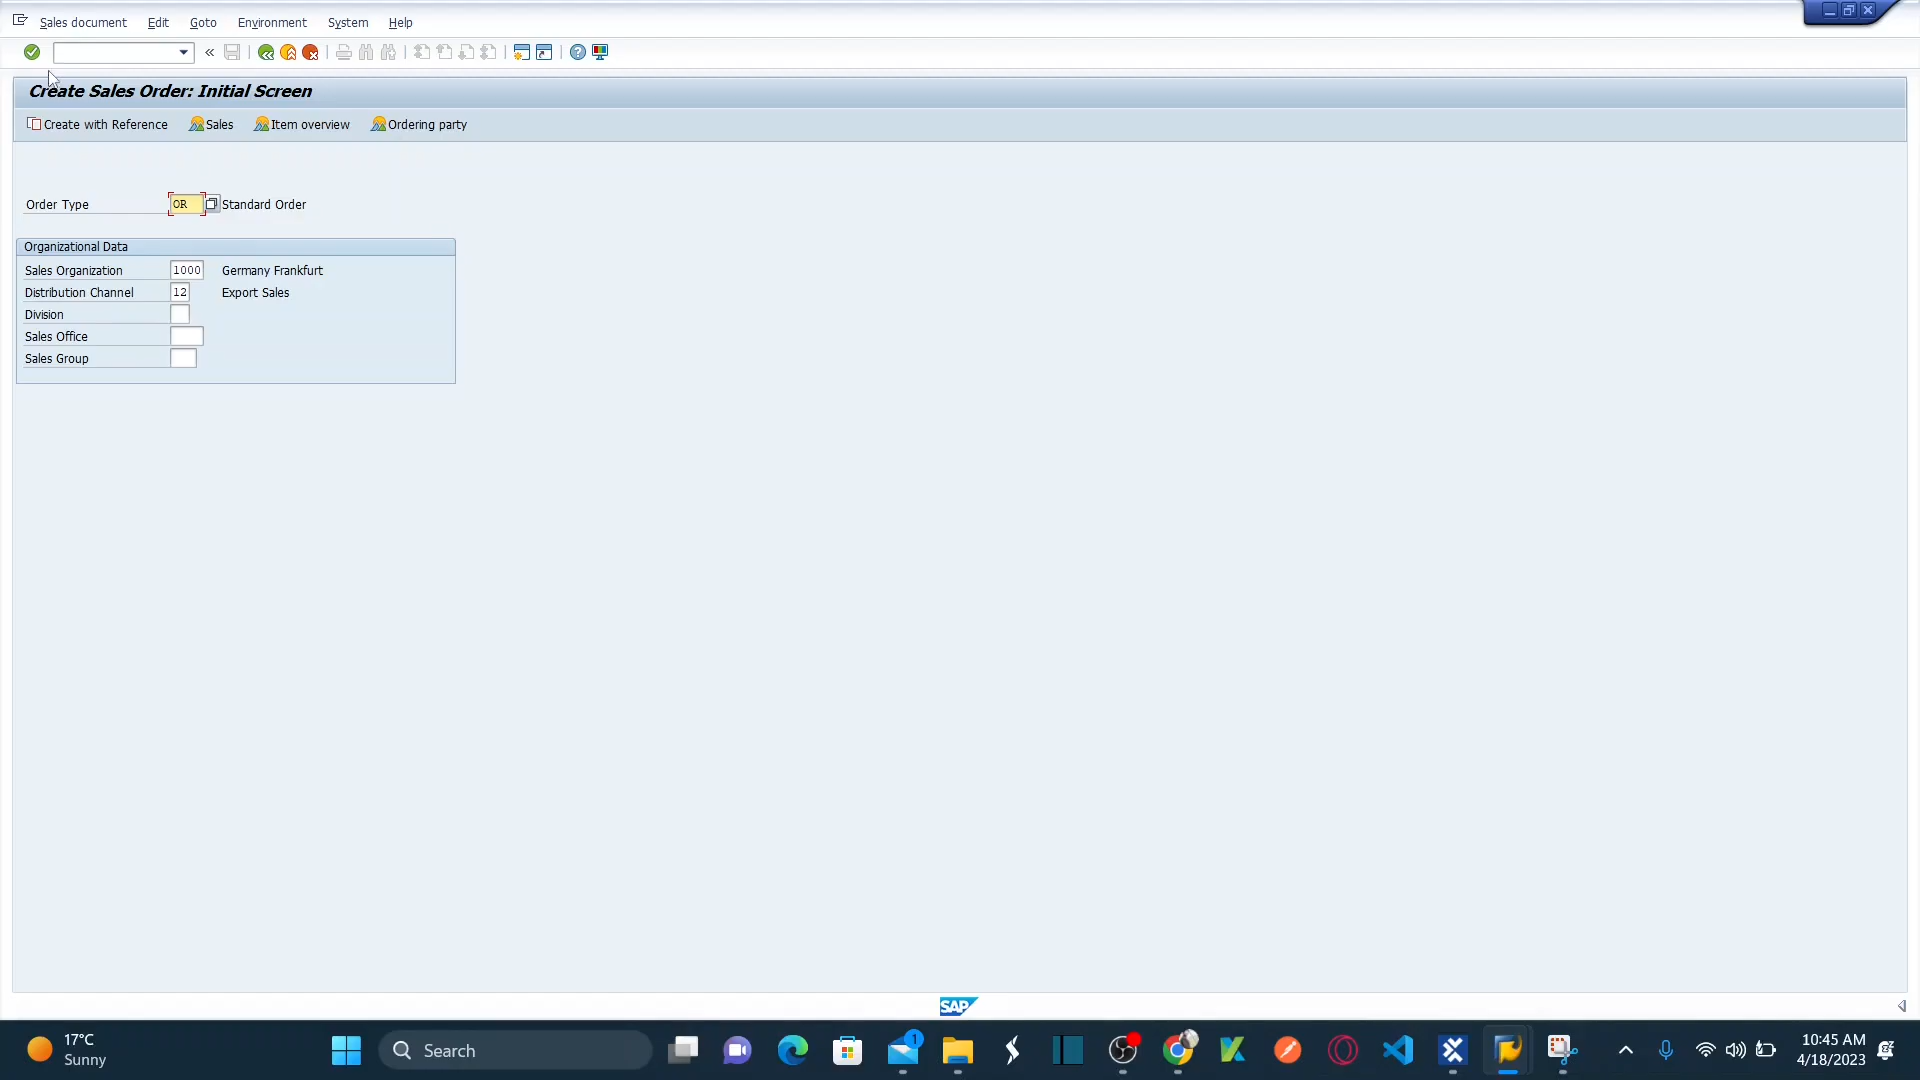 Sales document Edit Goto Environment System Help
Create Sales Order: Initial Screen
Create with Reference Sales Item overview Ordering party
Order Type OR Standard Order
Organizational Data
Sales Organization 1000 Germany Frankfurt
Distribution Channel 12 Export Sales
Division
Sales Office
Sales Group
SAP
17°C
Sunny
Search
1
10:45 AM
4/18/2023